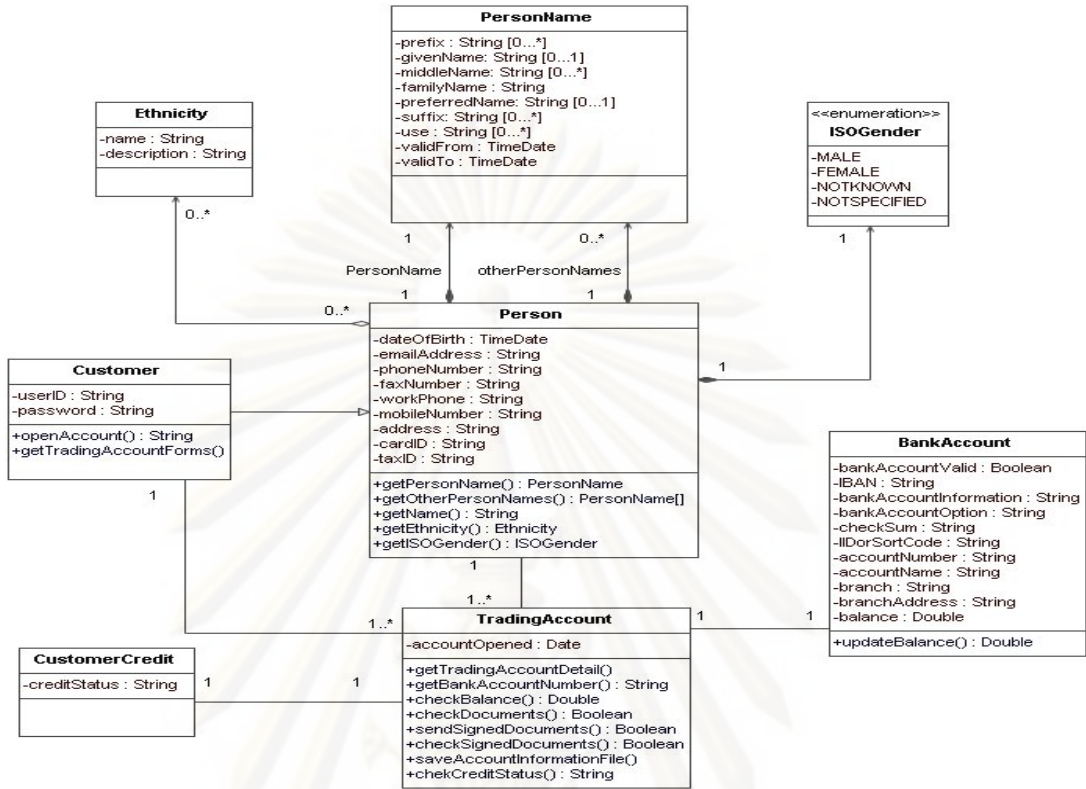 PersonName
-prefix : String [0...*]
-givenName: String [0...1]
-middleName: String [0...*]
-familyName : String
-preferredName: String [0...1]
-suffix: String [0...*]
-use : String [0...*]
-validFrom : TimeDate
-validTo : TimeDate
Ethnicity
-name : String
-description : String
<<enumeration>>
ISOGender
-MALE
-FEMALE
-NOTKNOWN
-NOTSPECIFIED
0..*
1
0..*
1
PersonName
otherPersonNames
1
1
0..*
Person
-dateOfBirth : TimeDate
-emailAddress : String
-phoneNumber : String
-faxNumber : String
-workPhone : String
-mobileNumber : String
-address : String
-cardID : String
-taxID : String
+getPersonName() : PersonName
+getOtherPersonNames() : PersonName[]
+getName() : String
+getEthnicity() : Ethnicity
+getISOGender() : ISOGender
1
Customer
-userID : String
-password : String
+openAccount() : String
+getTradingAccountForms()
1
BankAccount
-bankAccountValid : Boolean
-IBAN : String
-bankAccountInformation : String
-bankAccountOption : String
-checkSum : String
-IIDorSortCode : String
-accountNumber : String
-accountName : String
-branch : String
-branchAddress : String
-balance : Double
+updateBalance() : Double
1
1..*
1..*
1
1
TradingAccount
-accountOpened : Date
+getTradingAccountDetail()
+getBankAccountNumber() : String
+checkBalance() : Double
+checkDocuments() : Boolean
+sendSignedDocuments() : Boolean
+checkSignedDocuments() : Boolean
+saveAccountInformationFile()
+chekCreditStatus() : String
CustomerCredit
-creditStatus : String
1
1